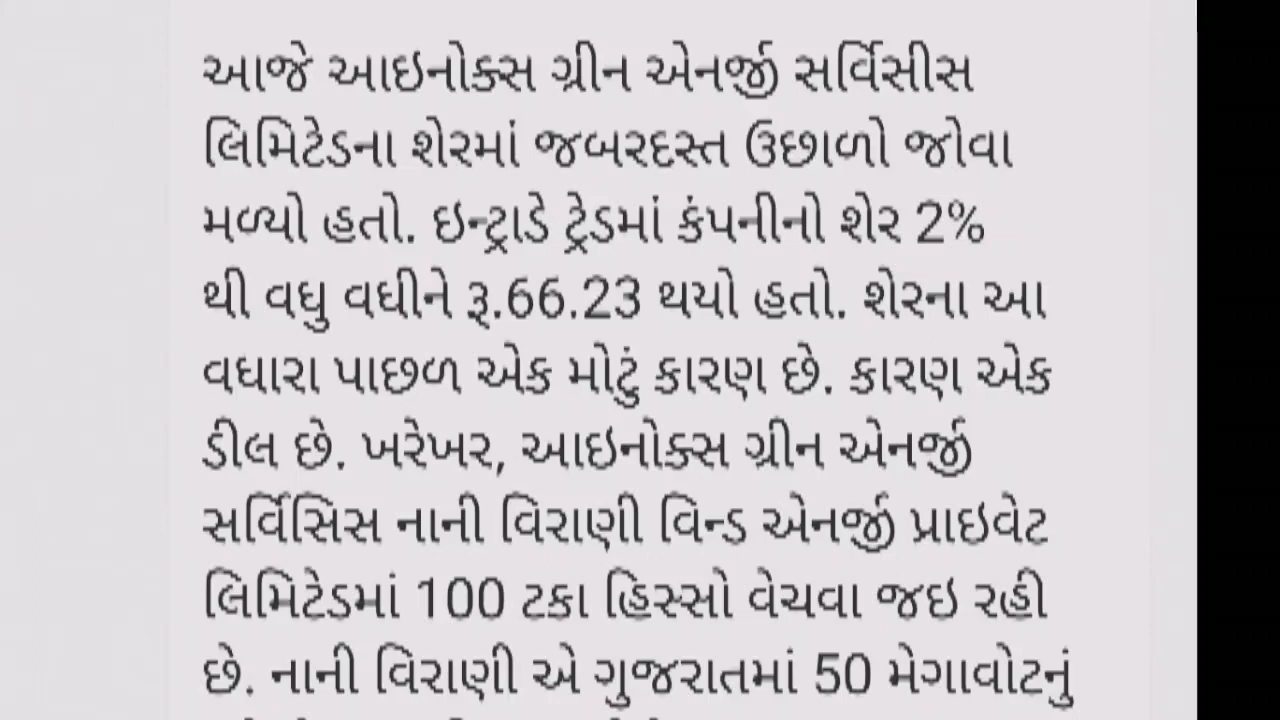 આજે આઇનોક્સ ગ્રીન એનર્જી સર્વિસીસ
લિમિટેડના શેરમાં જબરદસ્ત ઉછાળો જોવા
મળ્યો હતો. ઇન્ટ્રાડે ટ્રેડમાં કંપનીનો શેર 2%
થી વધુ વધીને રૂ.66.23 થયો હતો. શેરના આ
વધારા પાછળ એક મોટું કારણ છે. કારણ એક
ડીલ છે. ખરેખર, આઇનોક્સ ગ્રીન એનર્જી
સર્વિસિસ નાની વિરાણી વિન્ડ એનર્જી પ્રાઇવેટ
લિમિટેડમાં 100 ટકા હિસ્સો વેચવા જઇ રહી
છે. નાની વિરાણી એ ગુજરાતમાં 50 મેગાવોટનું